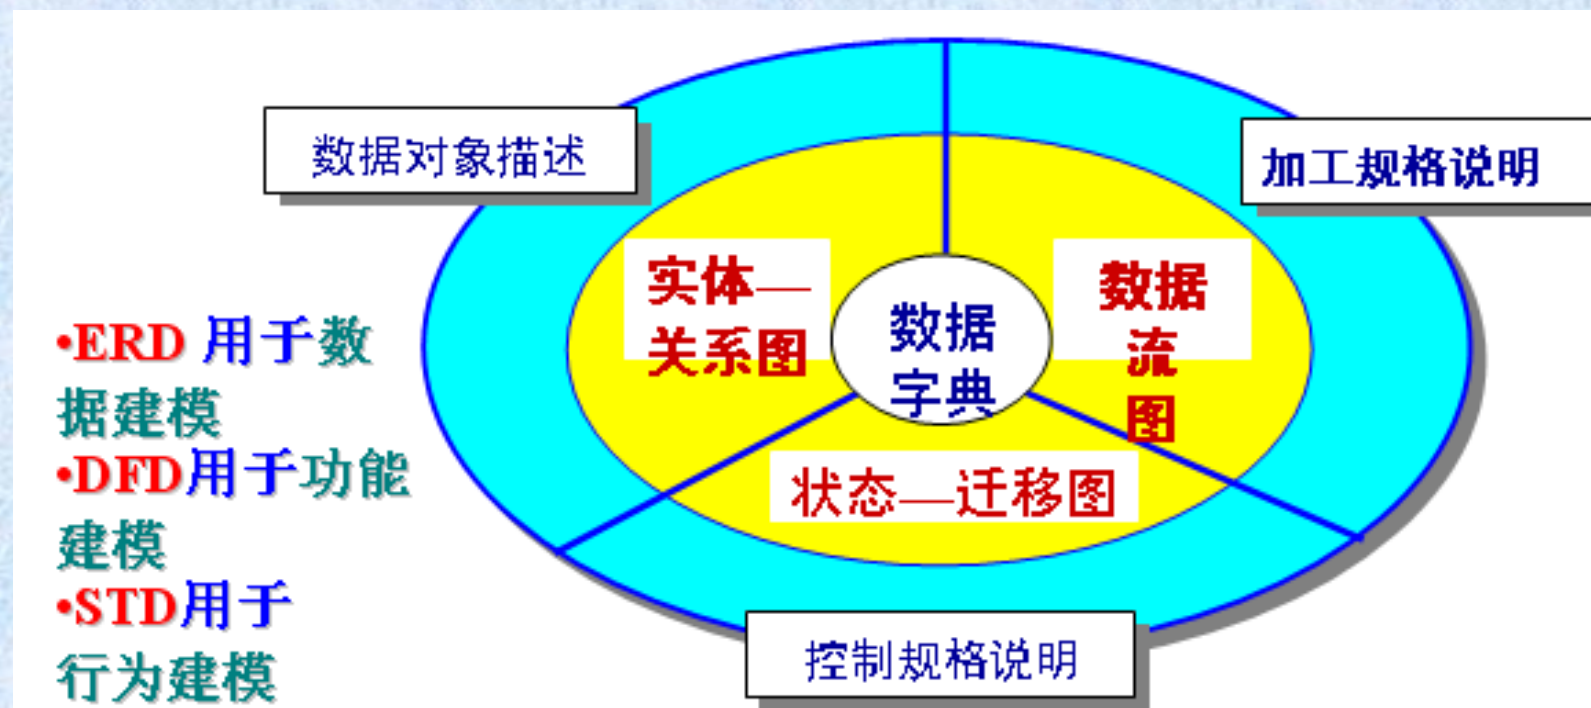 数据对象描述
加工规格说明
实体—
关系图
数据
流
图
数据
字典
状态—迁移图
控制规格说明
•ERD 用于数
据建模
•DFD用于功能
建模
•STD用于
行为建模